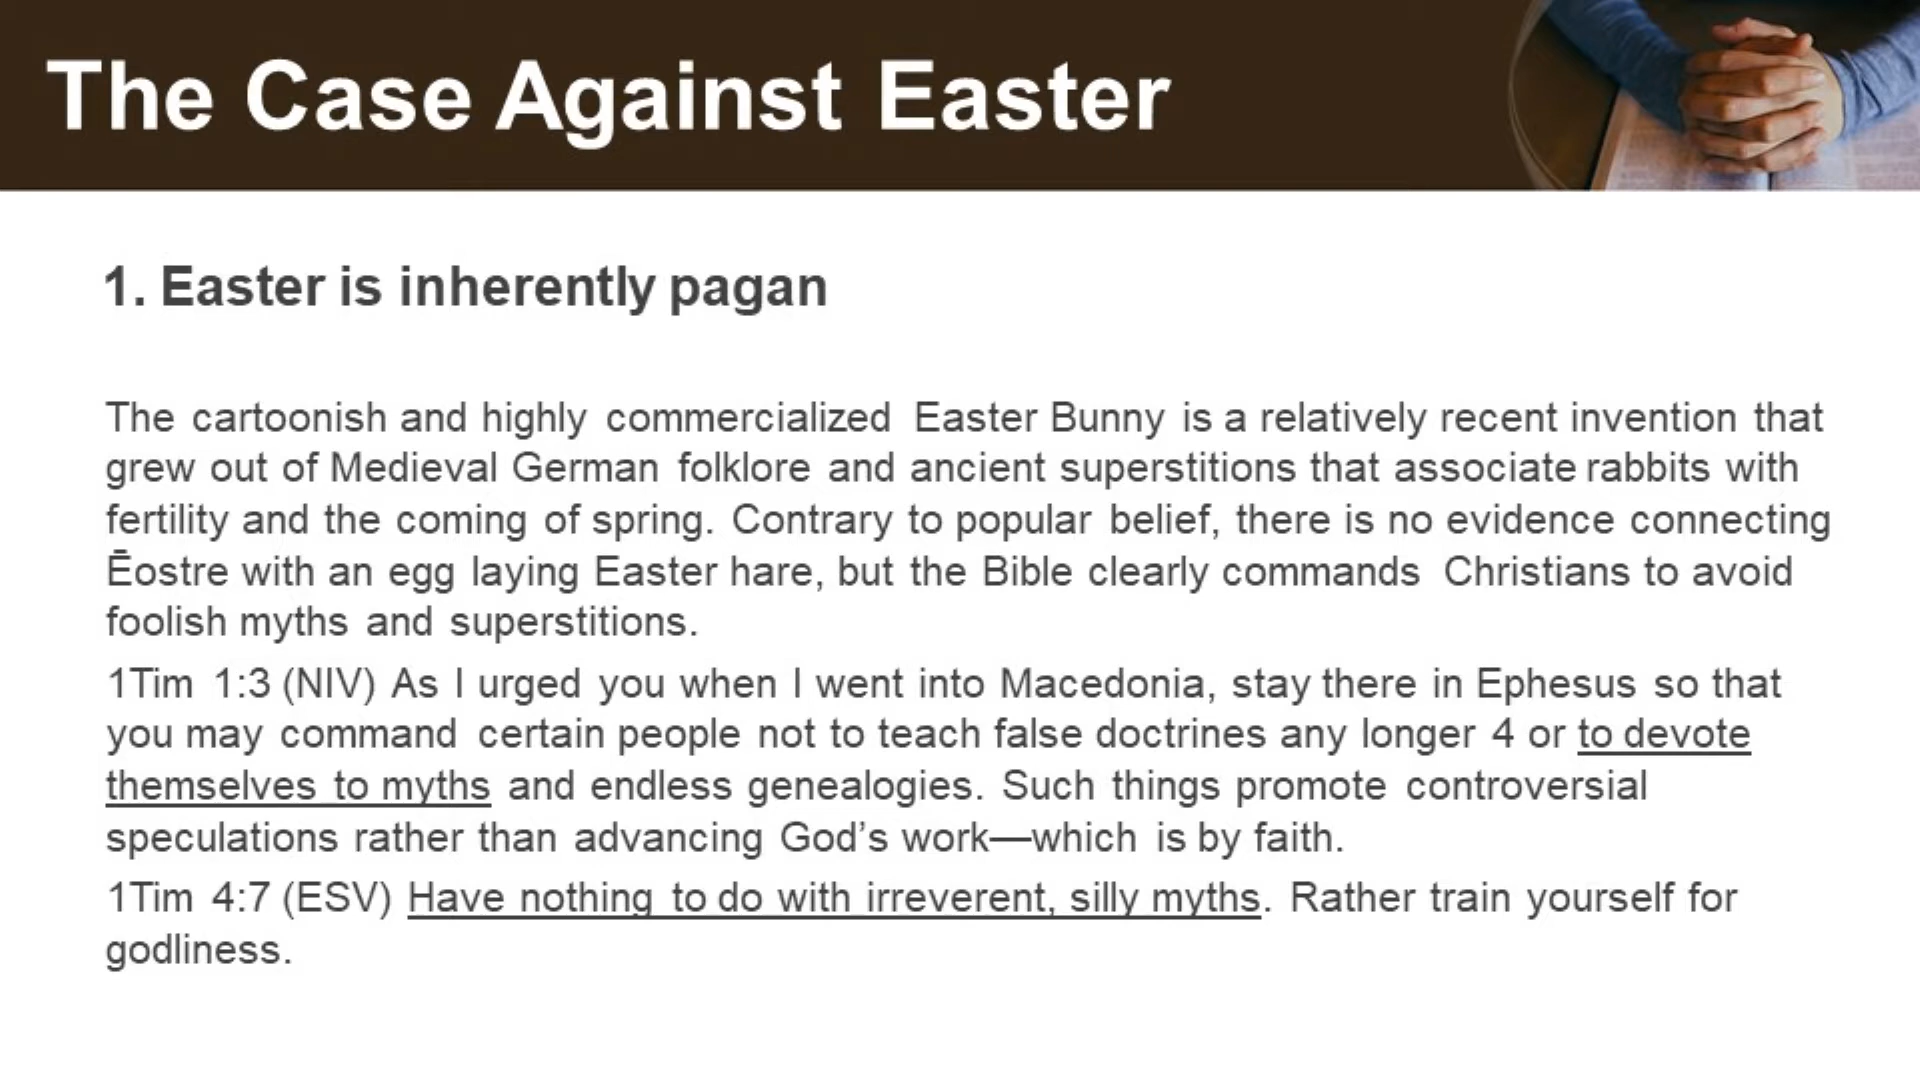 The Case Against Easter
1. Easter is inherently pagan
The cartoonish and highly commercialized Easter Bunny is a relatively recent invention that
grew out of Medieval German folklore and ancient superstitions that associate rabbits with
fertility and the coming of spring. Contrary to popular belief, there is no evidence connecting
Ēostre with an egg laying Easter hare, but the Bible clearly commands Christians to avoid
foolish myths and superstitions.
1Tim 1:3 (NIV) As I urged you when I went into Macedonia, stay there in Ephesus so that
you may command certain people not to teach false doctrines any longer 4 or to devote
themselves to myths and endless genealogies. Such things promote controversial
speculations rather than advancing God’s work—which is by faith.
1Tim 4:7 (ESV) Have nothing to do with irreverent, silly myths. Rather train yourself for
godliness.